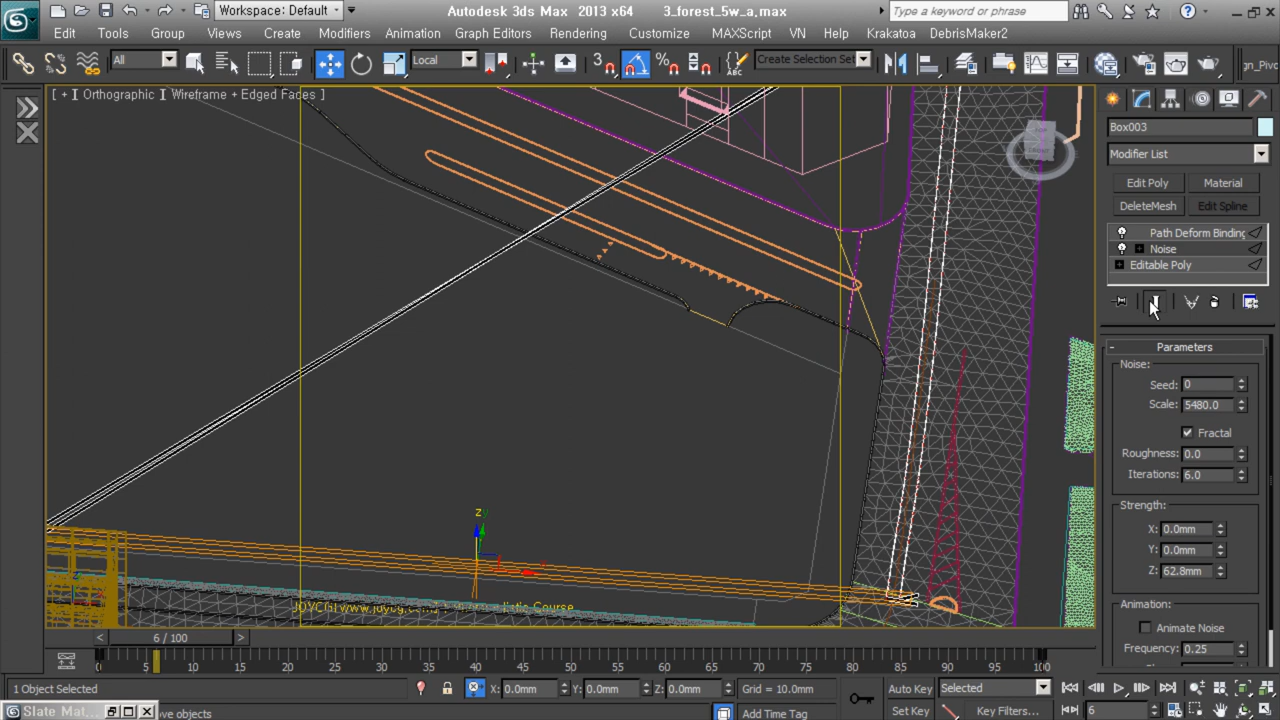 Workspace: Default
Autodesk 3ds Max 2013 x64
3_forest_5w_a.max
Type a keyword or phrase
Edit
Tools
Group
Views
Create
Modifiers
Animation
Graph Editors
Rendering
Customize
MAXScript
VN
Help
Krakatoa
DebrisMaker2
All
Local
3
Create Selection Set
[ + ] Orthographic ] Wireframe + Edged Faces ]
Box003
Modifier List
Edit Poly
Material
DeleteMesh
Edit Spline
Path Deform Binding
Noise
Editable Poly
Parameters
Noise:
Seed: 0
Scale: 5480.0
Fractal
Roughness: 0.0
Iterations: 6.0
Strength:
X: 0.0mm
Y: 0.0mm
Z: 62.8mm
Animation:
Animate Noise
Frequency: 0.25
6 / 100
0 5 10 15 20 25 30 35 40 45 50 55 60 65 70 75 80 85 90 95 100
1 Object Selected
X: 0.0mm
Y: 0.0mm
Z: 0.0mm
Grid = 10.0mm
Auto Key
Selected
Slate Mat...
ove objects
Add Time Tag
Set Key
Key Filters...
6